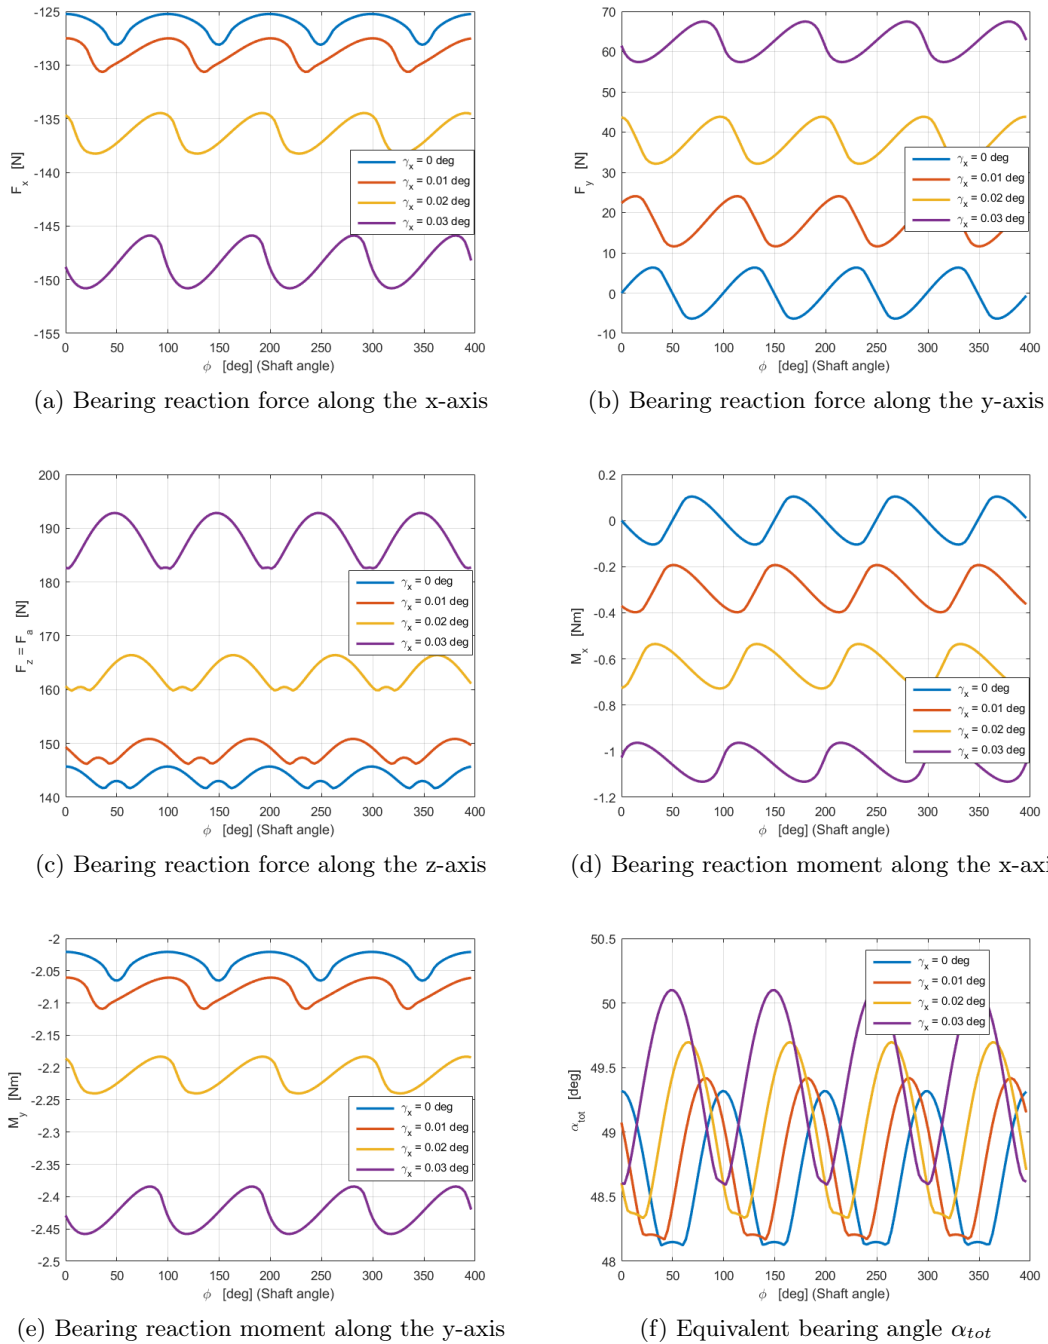 -125
-130
-135
-140
-145
-150
-155
F_x [N]
γ_x = 0 deg
γ_x = 0.01 deg
γ_x = 0.02 deg
γ_x = 0.03 deg
0 50 100 150 200 250 300 350 400
ϕ [deg] (Shaft angle)
(a) Bearing reaction force along the x-axis
70
60
50
40
30
20
10
0
-10
F_y [N]
γ_x = 0 deg
γ_x = 0.01 deg
γ_x = 0.02 deg
γ_x = 0.03 deg
0 50 100 150 200 250 300 350 400
ϕ [deg] (Shaft angle)
(b) Bearing reaction force along the y-axis
200
190
180
170
160
150
140
F_z = F_a [N]
γ_x = 0 deg
γ_x = 0.01 deg
γ_x = 0.02 deg
γ_x = 0.03 deg
0 50 100 150 200 250 300 350 400
ϕ [deg] (Shaft angle)
(c) Bearing reaction force along the z-axis
0.2
0
-0.2
-0.4
-0.6
-0.8
-1
-1.2
M_x [Nm]
γ_x = 0 deg
γ_x = 0.01 deg
γ_x = 0.02 deg
γ_x = 0.03 deg
0 50 100 150 200 250 300 350 400
ϕ [deg] (Shaft angle)
(d) Bearing reaction moment along the x-axi
-2
-2.05
-2.1
-2.15
-2.2
-2.25
-2.3
-2.35
-2.4
-2.45
-2.5
M_y [Nm]
γ_x = 0 deg
γ_x = 0.01 deg
γ_x = 0.02 deg
γ_x = 0.03 deg
0 50 100 150 200 250 300 350 400
ϕ [deg] (Shaft angle)
(e) Bearing reaction moment along the y-axis
50.5
50
49.5
49
48.5
48
α_tot [deg]
γ_x = 0 deg
γ_x = 0.01 deg
γ_x = 0.02 deg
γ_x = 0.03 deg
0 50 100 150 200 250 300 350 400
ϕ [deg] (Shaft angle)
(f) Equivalent bearing angle α_tot